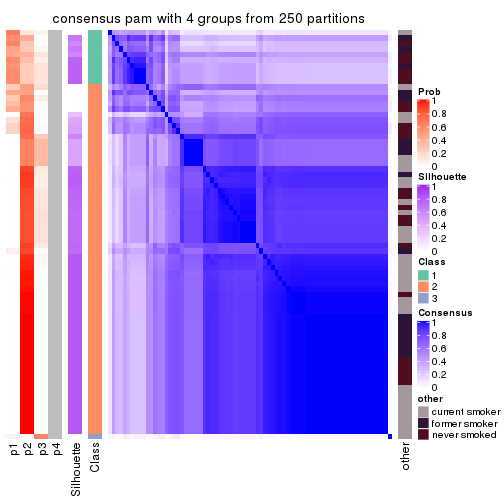 consensus pam with 4 groups from 250 partitions
Prob
1
0.8
0.6
0.4
0.2
0
Silhouette
1
0.8
0.6
0.4
0.2
0
Class
1
2
3
Consensus
1
0.8
0.6
0.4
0.2
0
other
current smoker
former smoker
never smoked
p1
p2
p3
p4
Silhouette
Class
other